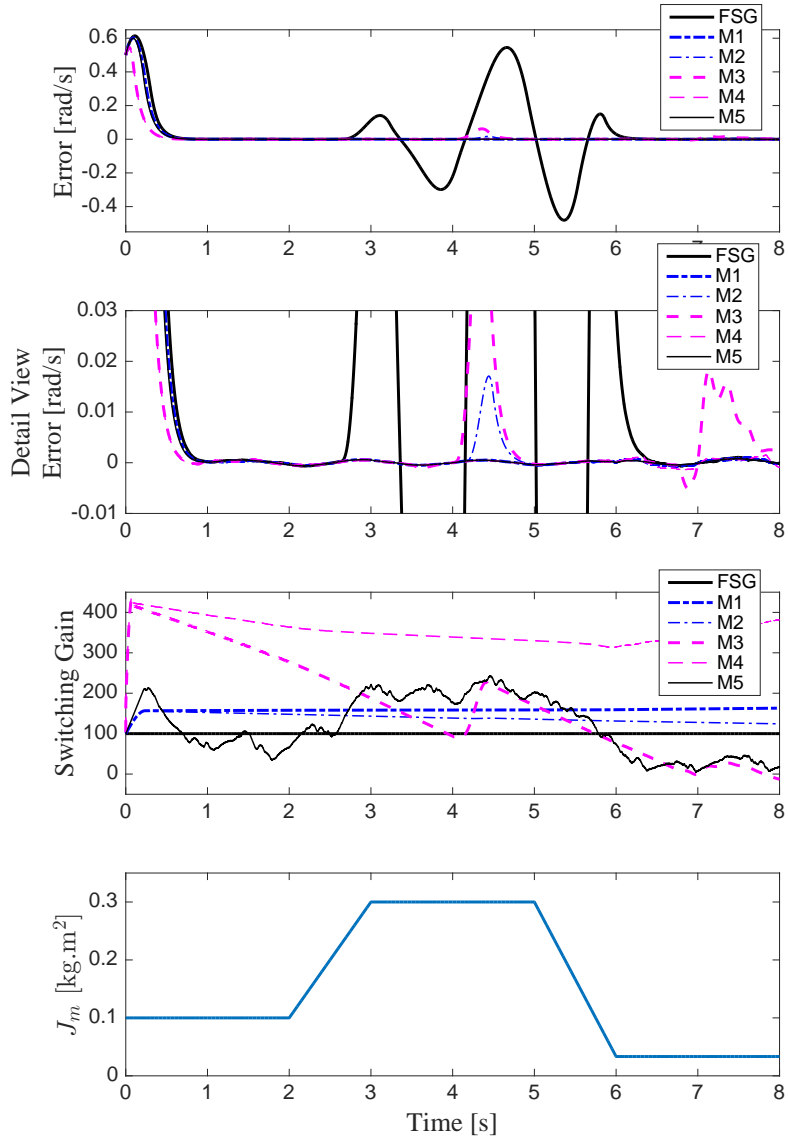 FSG
M1
M2
M3
M4
M5
0.6
0.4
0.2
0
-0.2
-0.4
Error [rad/s]
0 1 2 3 4 5 6 7 8
FSG
M1
M2
M3
M4
M5
0.03
0.02
0.01
0
-0.01
Detail View
Error [rad/s]
0 1 2 3 4 5 6 7 8
FSG
M1
M2
M3
M4
M5
400
300
200
100
0
Switching Gain
0 1 2 3 4 5 6 7 8
0.3
0.2
0.1
0
J_m [kg.m²]
0 1 2 3 4 5 6 7 8
Time [s]